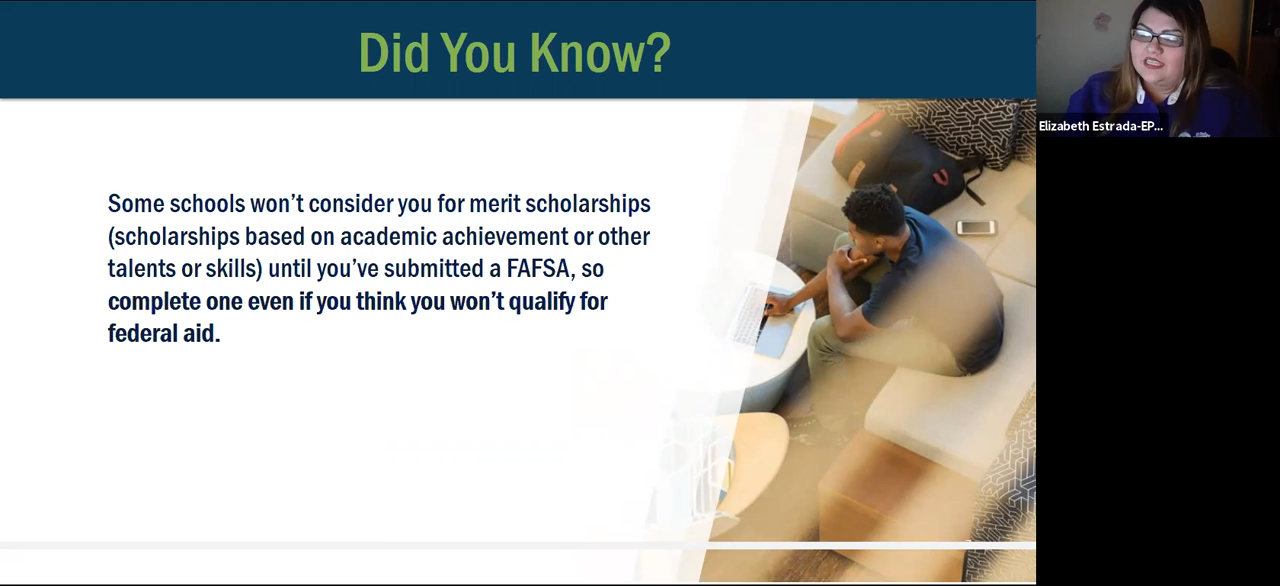 Did You Know?
Elizabeth Estrada-EP...
Some schools won't consider you for merit scholarships
(scholarships based on academic achievement or other
talents or skills) until you've submitted a FAFSA, so
complete one even if you think you won't qualify for
federal aid.